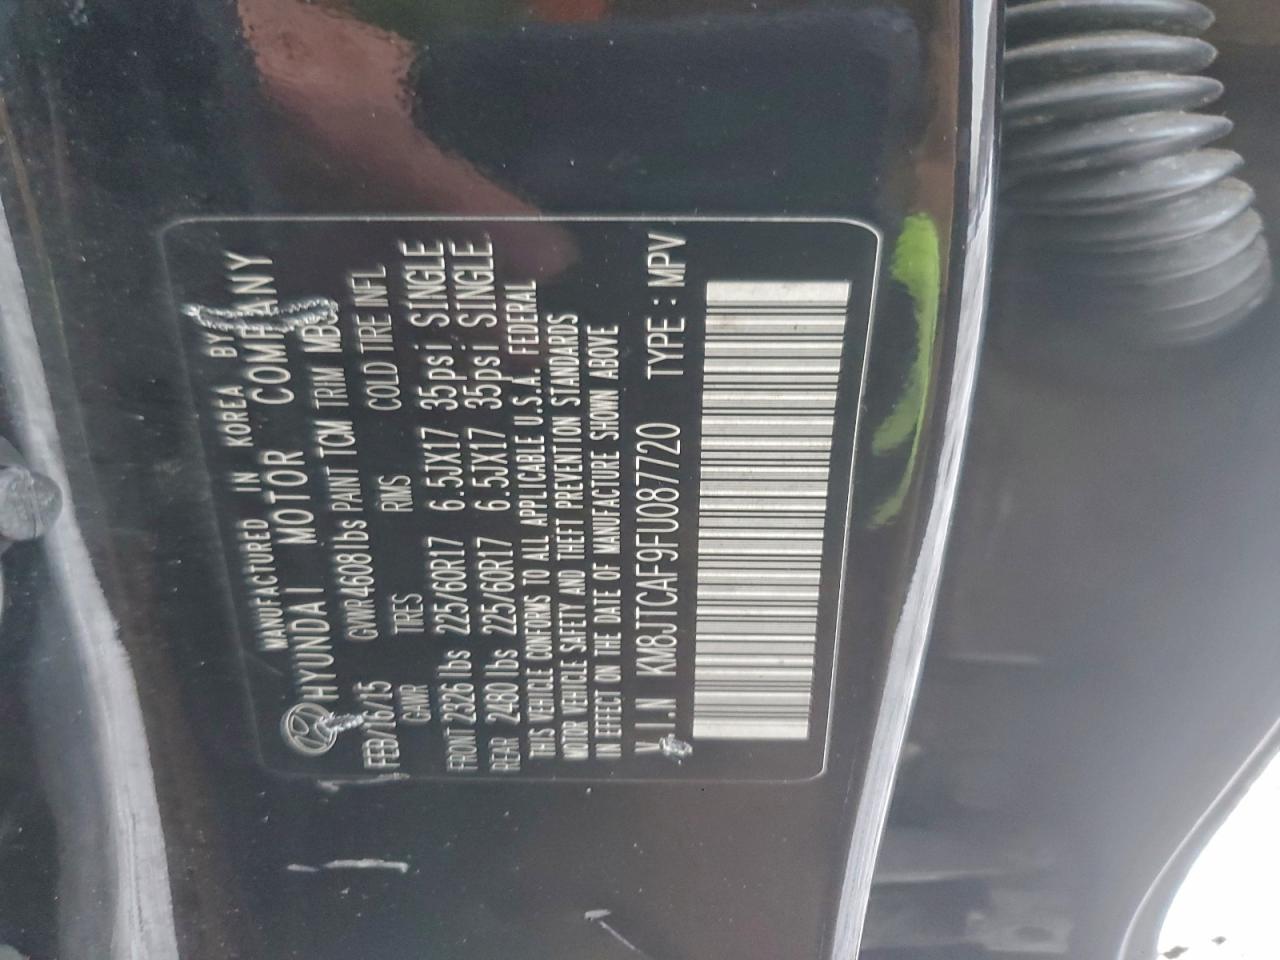 MANUFACTURED IN KOREA BY
HYUNDAI MOTOR COMPANY
FEB/16/15 GVWR 4608 lbs PAINT TCM TRIM
GAWR TIRES RIMS COLD TIRE INFL
FRONT 2326 lbs 225/60R17 6.5JX17 35psi SINGLE
REAR 2480 lbs 225/60R17 6.5JX17 35psi SINGLE
THIS VEHICLE CONFORMS TO ALL APPLICABLE U.S.A. FEDERAL
MOTOR VEHICLE SAFETY AND THEFT PREVENTION STANDARDS
IN EFFECT ON THE DATE OF MANUFACTURE SHOWN ABOVE
V.I.N KM8JTCAF9FU087720 TYPE : MPV